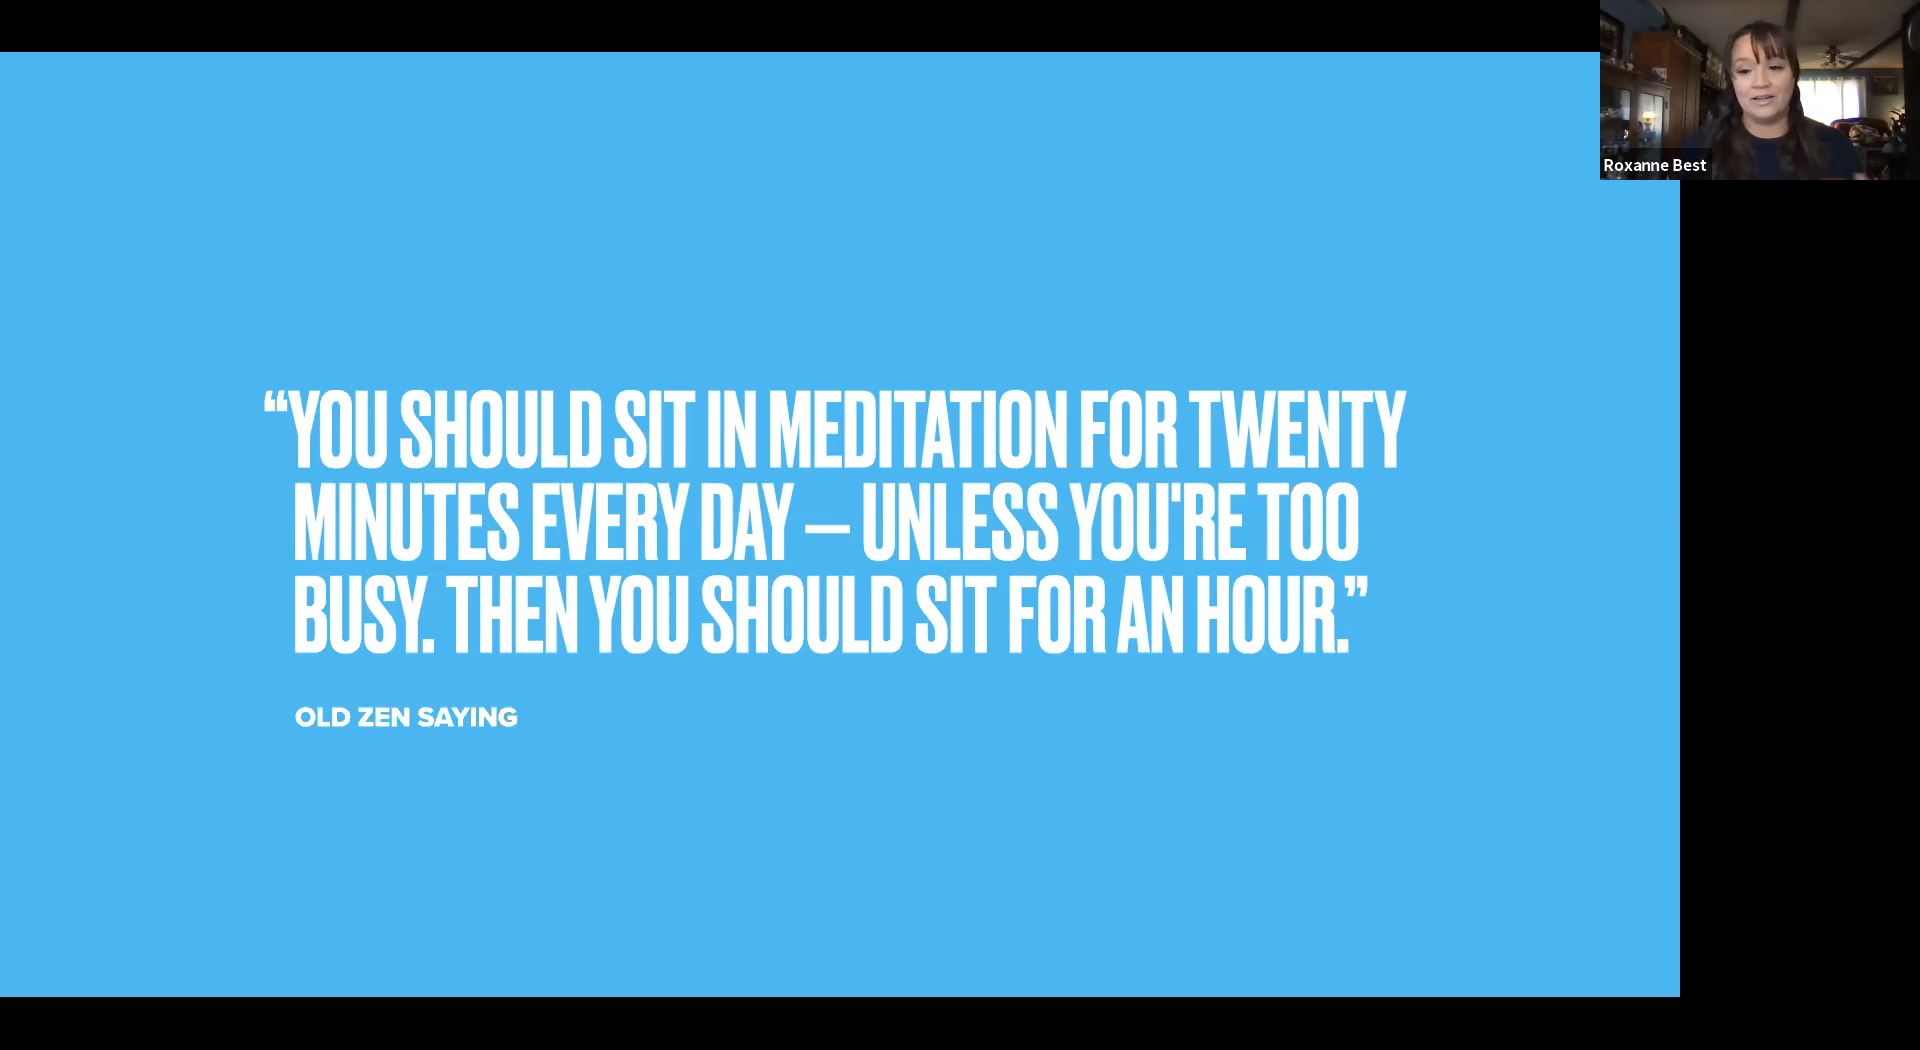 “YOU SHOULD SIT IN MEDITATION FOR TWENTY
MINUTES EVERY DAY — UNLESS YOU'RE TOO
BUSY. THEN YOU SHOULD SIT FOR AN HOUR.”
OLD ZEN SAYING
Roxanne Best